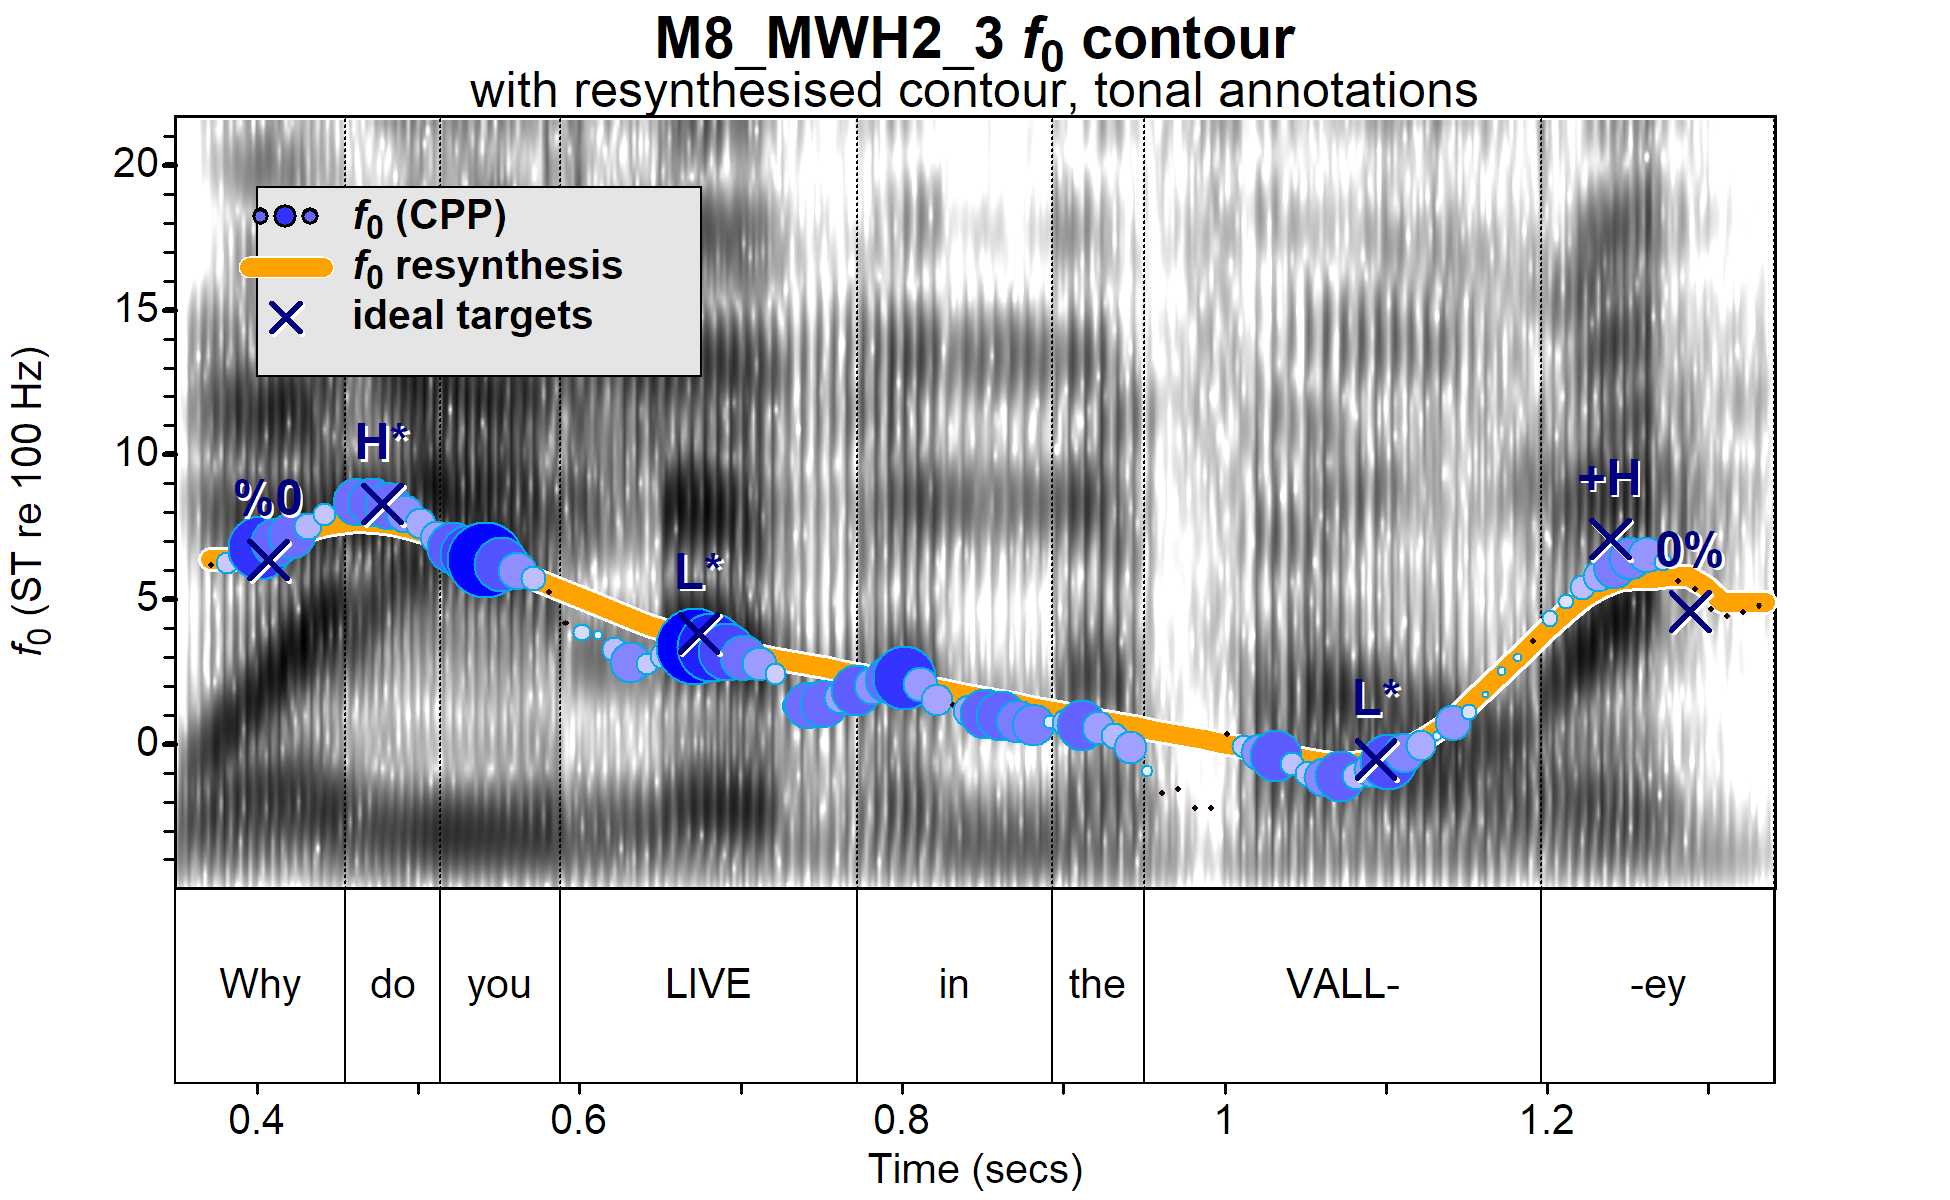 M8_MWH2_3 f0 contour
with resynthesised contour, tonal annotations
f0 (CPP)
f0 resynthesis
ideal targets
f0 (ST re 100 Hz)
20
15
10
5
0
%0
H*
L*
L*
+H
0%
Why do you LIVE in the VALL- -ey
0.4 0.6 0.8 1 1.2
Time (secs)